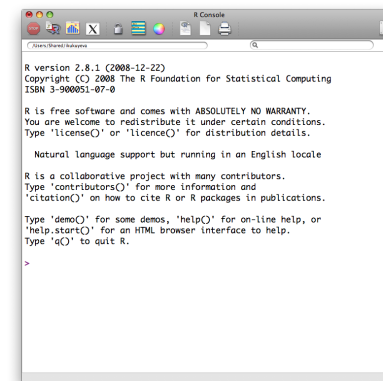 R Console
R version 2.8.1 (2008-12-22)
Copyright (C) 2008 The R Foundation for Statistical Computing
ISBN 3-900051-07-0
R is free software and comes with ABSOLUTELY NO WARRANTY.
You are welcome to redistribute it under certain conditions.
Type 'license()' or 'licence()' for distribution details.
Natural language support but running in an English locale
R is a collaborative project with many contributors.
Type 'contributors()' for more information and
'citation()' on how to cite R or R packages in publications.
Type 'demo()' for some demos, 'help()' for on-line help, or
'help.start()' for an HTML browser interface to help.
Type 'q()' to quit R.
>